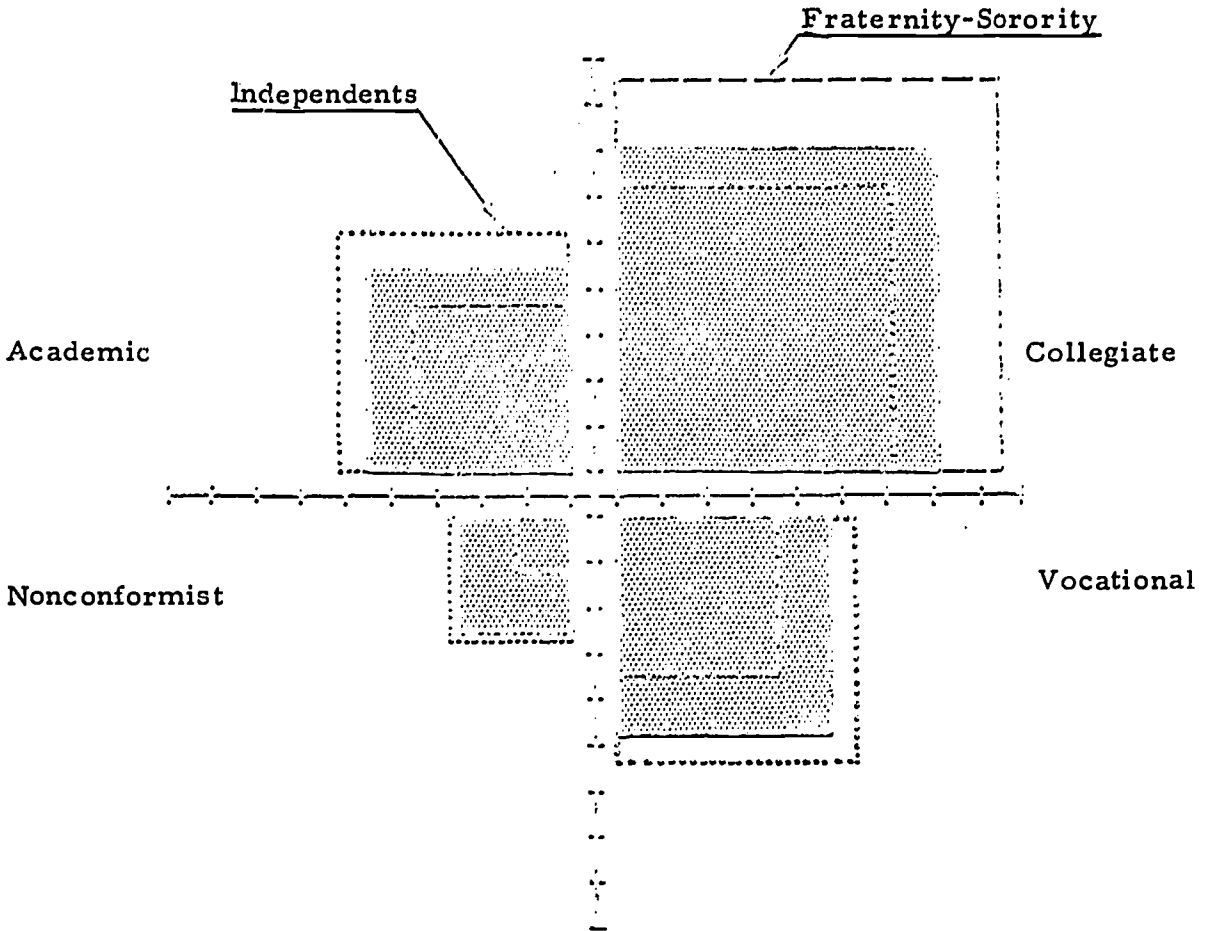 Fraternity-Sorority
Independents
Academic
Collegiate
Nonconformist
Vocational